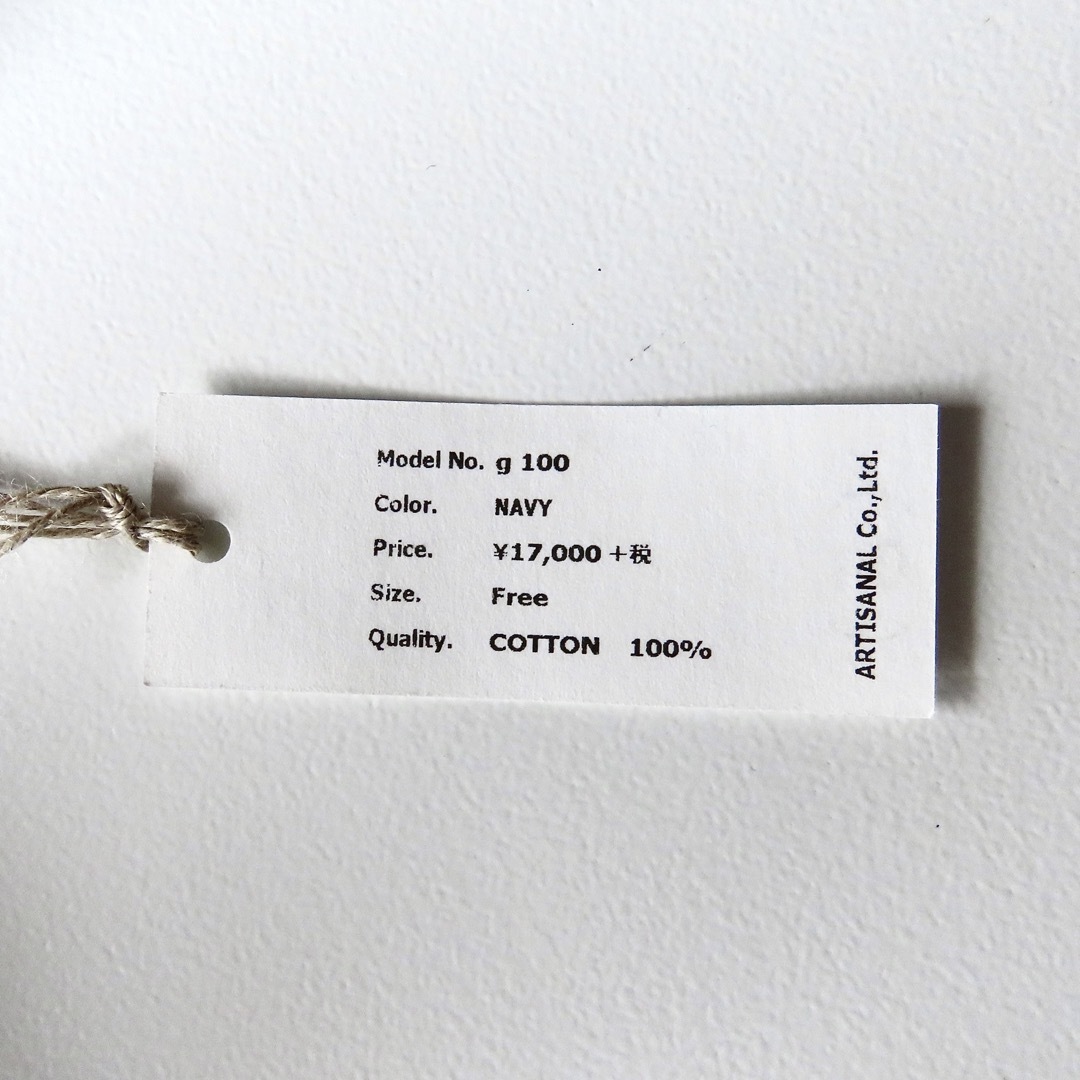 Model No. g 100
Color. NAVY
Price. ¥17,000 +税
Size. Free
Quality. COTTON 100%
ARTISANAL Co.,Ltd.